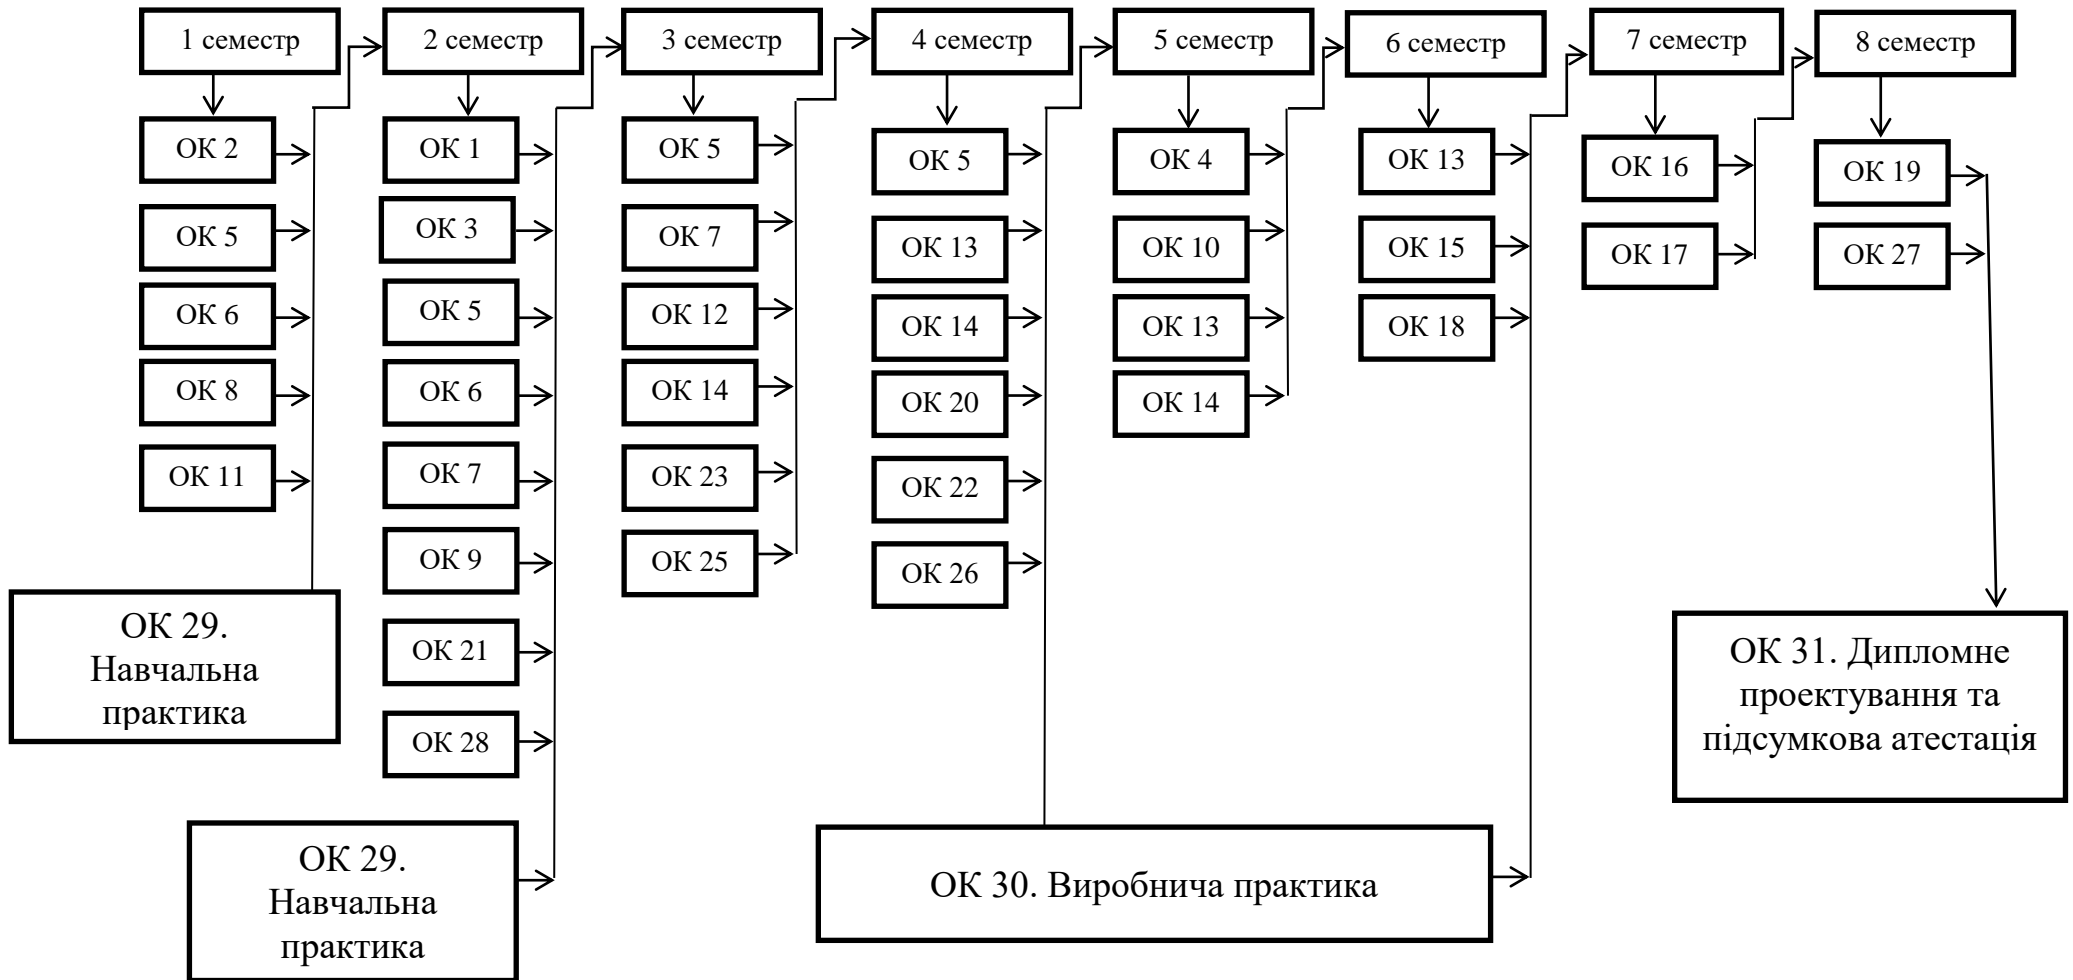 1 семестр
2 семестр
3 семестр
4 семестр
5 семестр
6 семестр
7 семестр
8 семестр
ОК 2
ОК 5
ОК 6
ОК 8
ОК 11
ОК 29.
Навчальна
практика
ОК 1
ОК 3
ОК 5
ОК 6
ОК 7
ОК 9
ОК 21
ОК 28
ОК 29.
Навчальна
практика
ОК 5
ОК 7
ОК 12
ОК 14
ОК 23
ОК 25
ОК 5
ОК 13
ОК 14
ОК 20
ОК 22
ОК 26
ОК 4
ОК 10
ОК 13
ОК 14
ОК 30. Виробнича практика
ОК 13
ОК 15
ОК 18
ОК 16
ОК 17
ОК 19
ОК 27
ОК 31. Дипломне
проектування та
підсумкова атестація